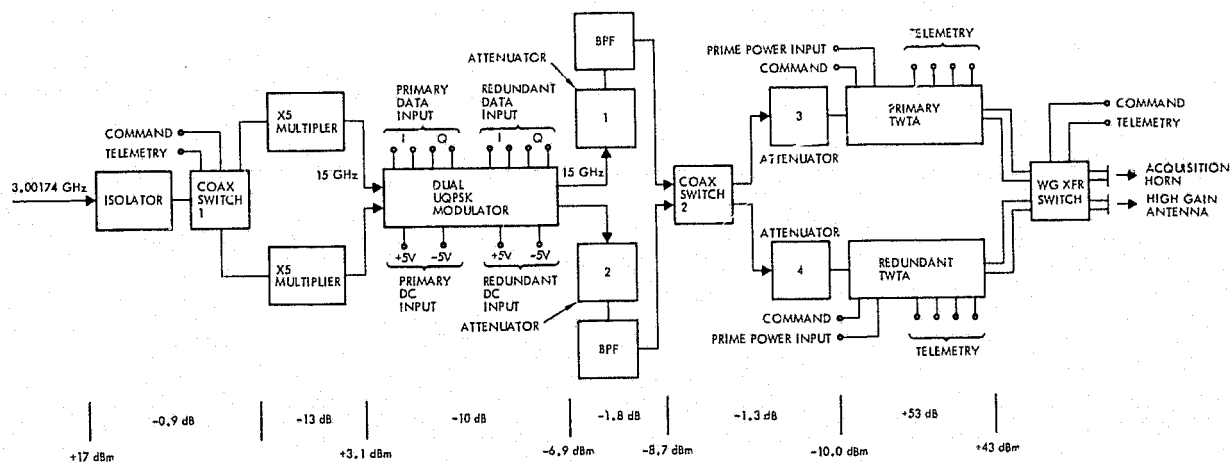 3.00174 GHz
ISOLATOR
COMMAND
TELEMETRY
COAX
SWITCH
1
X5
MULTIPLER
X5
MULTIPLIER
15 GHz
PRIMARY
DATA
INPUT
I Q
REDUNDANT
DATA
INPUT
I Q
DUAL
UQPSK
MODULATOR
+5V -5V
PRIMARY
DC
INPUT
+5V -5V
REDUNDANT
DC
INPUT
15 GHz
ATTENUATOR
BPF
1
2
ATTENUATOR
BPF
COAX
SWITCH
2
3
ATTENUATOR
ATTENUATOR
4
PRIME POWER INPUT
COMMAND
TELEMETRY
PRIMARY
TWTA
REDUNDANT
TWTA
COMMAND
PRIME POWER INPUT
TELEMETRY
COMMAND
TELEMETRY
WG XFR
SWITCH
ACQUISITION
HORN
HIGH GAIN
ANTENNA
-0.9 dB -13 dB -10 dB -1.8 dB -1.3 dB +53 dB
+17 dBm +3.1 dBm -6.9 dBm -8.7 dBm -10.0 dBm +43 dBm